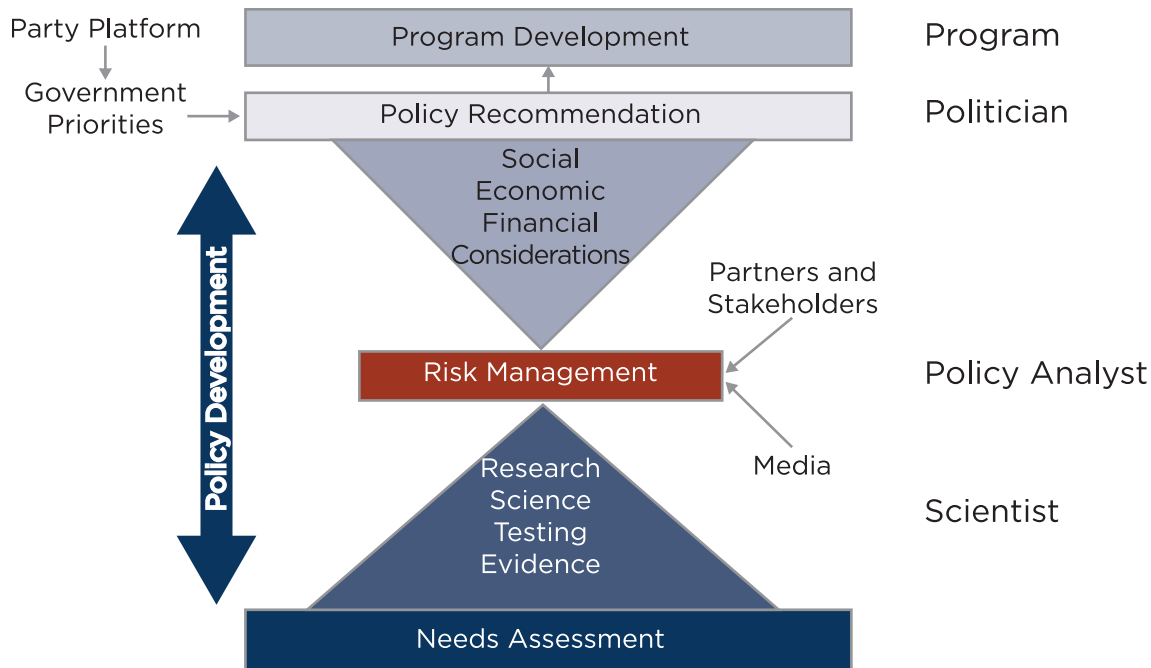 Party Platform
Program Development
Program
Government
Priorities
Policy Recommendation
Politician
Social
Economic
Financial
Considerations
Policy Development
Partners and
Stakeholders
Risk Management
Policy Analyst
Media
Research
Science
Testing
Evidence
Scientist
Needs Assessment